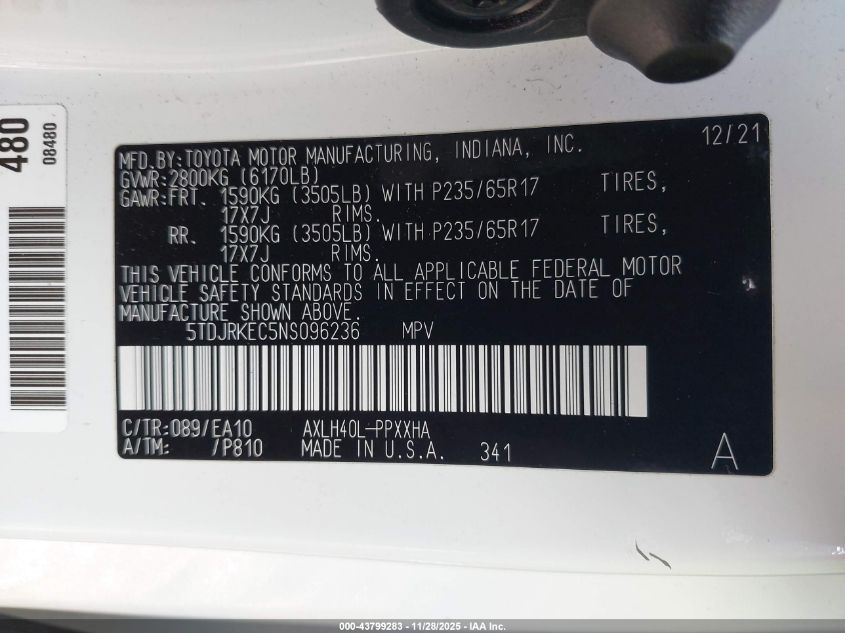 480
08480
12/21
MFD.BY:TOYOTA MOTOR MANUFACTURING, INDIANA, INC.
GVWR:2800KG (6170LB)
GAWR:FRT. 1590KG (3505LB) WITH P235/65R17 TIRES,
17X7J RIMS.
RR. 1590KG (3505LB) WITH P235/65R17 TIRES,
17X7J RIMS.
THIS VEHICLE CONFORMS TO ALL APPLICABLE FEDERAL MOTOR
VEHICLE SAFETY STANDARDS IN EFFECT ON THE DATE OF
MANUFACTURE SHOWN ABOVE.
5TDJRKEC5NS096236 MPV
C/TR:089/EA10 AXLH40L-PPXXHA
A/TM: /P810 MADE IN U.S.A. 341
A
000-43799283 - 11/28/2025 - IAA Inc.